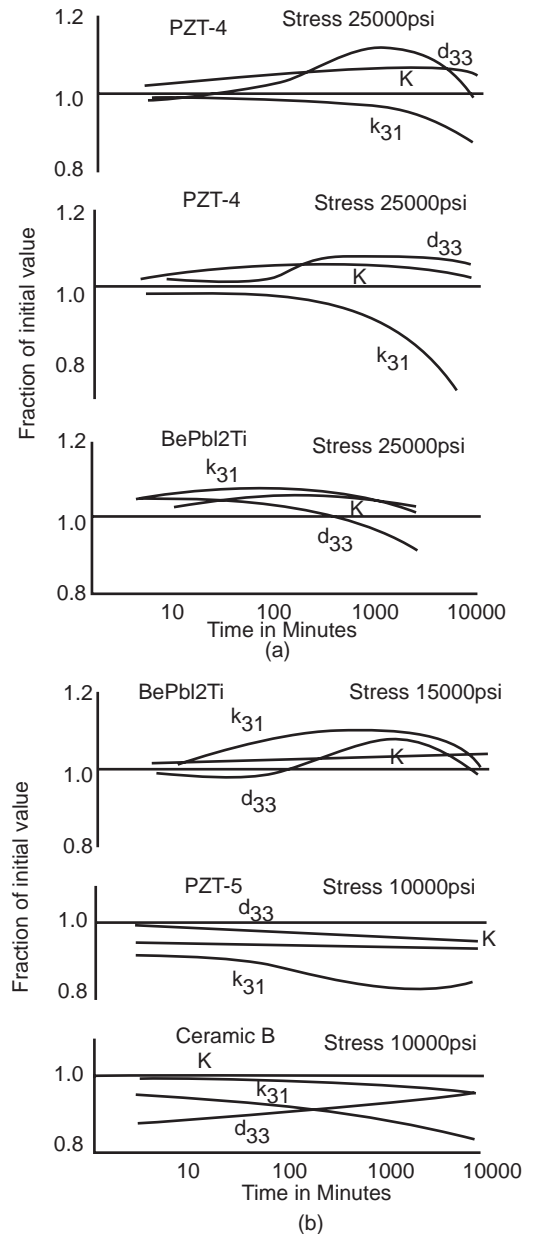 1.2
PZT-4
Stress 25000psi
d33
1.0
K
k31
0.8
PZT-4
Stress 25000psi
1.2
d33
1.0
K
0.8
k31
Fraction of initial value
BePbl2Ti
Stress 25000psi
1.2
k31
K
1.0
d33
0.8
10 100 1000 10000
Time in Minutes
(a)
BePbl2Ti
Stress 15000psi
1.2
k31
K
1.0
d33
0.8
Fraction of initial value
PZT-5
Stress 10000psi
d33
1.0
K
k31
0.8
Ceramic B
Stress 10000psi
K
1.0
k31
d33
0.8
10 100 1000 10000
Time in Minutes
(b)